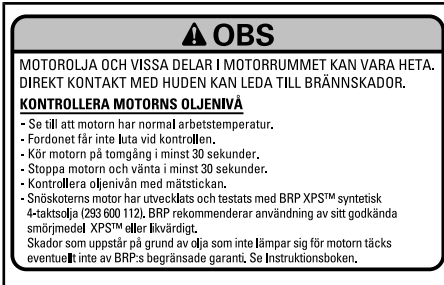 ⚠ OBS
MOTOROLJA OCH VISSA DELAR I MOTORRUMMET KAN VARA HETA.
DIREKT KONTAKT MED HUDEN KAN LEDA TILL BRÄNNSKADOR.
KONTROLLERA MOTORNS OLJENIVÅ
- Se till att motorn har normal arbetstemperatur.
- Fordonet får inte luta vid kontrollen.
- Kör motorn på tomgång i minst 30 sekunder.
- Stoppa motorn och vänta i minst 30 sekunder.
- Kontrollera oljenivån med mätstickan.
- Snöskoterns motor har utvecklats och testats med BRP XPS™ syntetisk
4-taktsolja (293 600 112). BRP rekommenderar användning av sitt godkända
smörjmedel XPS™ eller likvärdigt.
Skador som uppstår på grund av olja som inte lämpar sig för motorn täcks
eventuellt inte av BRP:s begränsade garanti. Se Instruktionsboken.